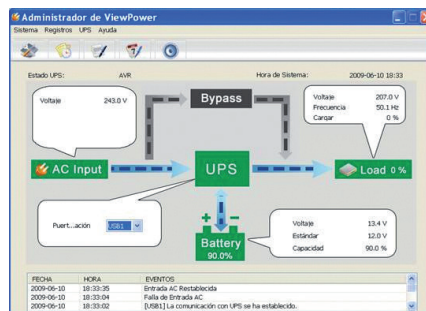 Administrador de ViewPower
Sistema Registros UPS Ayuda
Estado UPS: AVR Hora de Sistema: 2009-06-10 18:33
Voltaje 243.0 V
Bypass
Voltaje 207.0 V
Frecuencia 50.1 Hz
Cargar 0 %
AC Input
UPS
Load 0 %
Puert...ación USB1
Battery
90.0%
Voltaje 13.4 V
Estándar 12.0 V
Capacidad 90.0 %
FECHA HORA EVENTOS
2009-06-10 18:33:35 Entrada AC Restablecida
2009-06-10 18:33:04 Falla de Entrada AC
2009-06-10 18:33:02 [USB1] La comunicación con UPS se ha establecido.